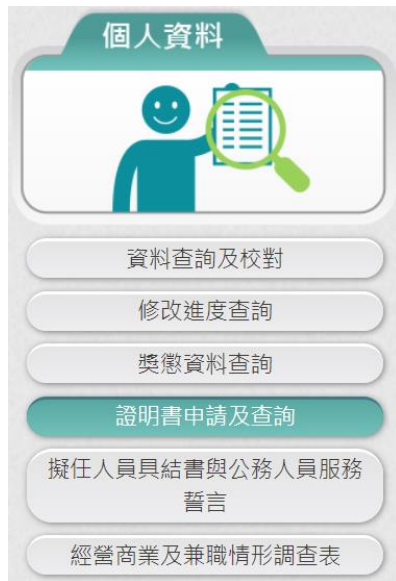 個人資料
資料查詢及校對
修改進度查詢
獎懲資料查詢
證明書申請及查詢
擬任人員具結書與公務人員服務
誓言
經營商業及兼職情形調查表